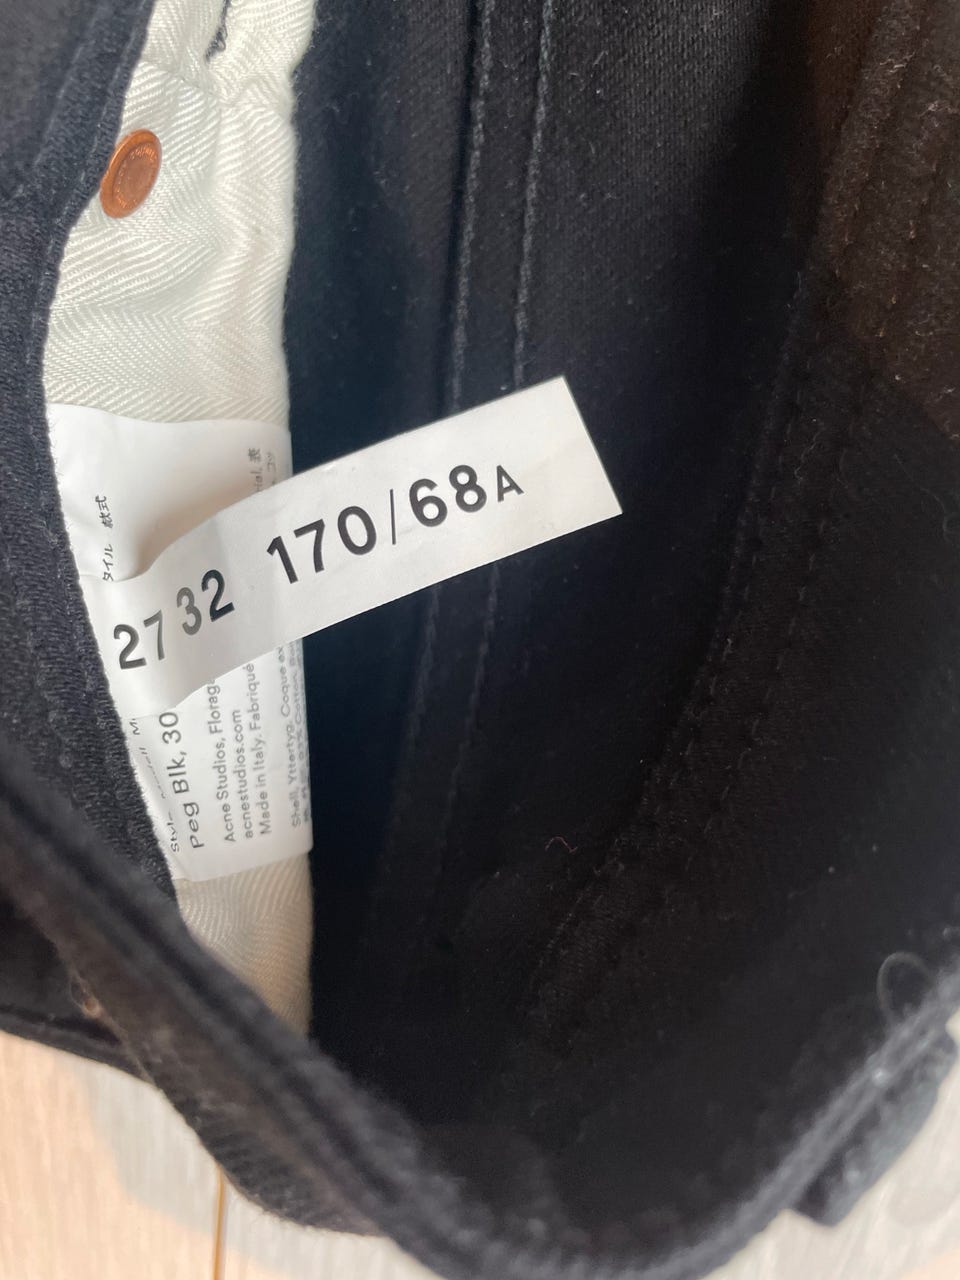 27 32 170/68A
タイル 款式
Peg Blk, 30
Acne Studios, Florag
acnestudios.com
Made in Italy. Fabriqué
Shell, Yttertyg, Coque ex